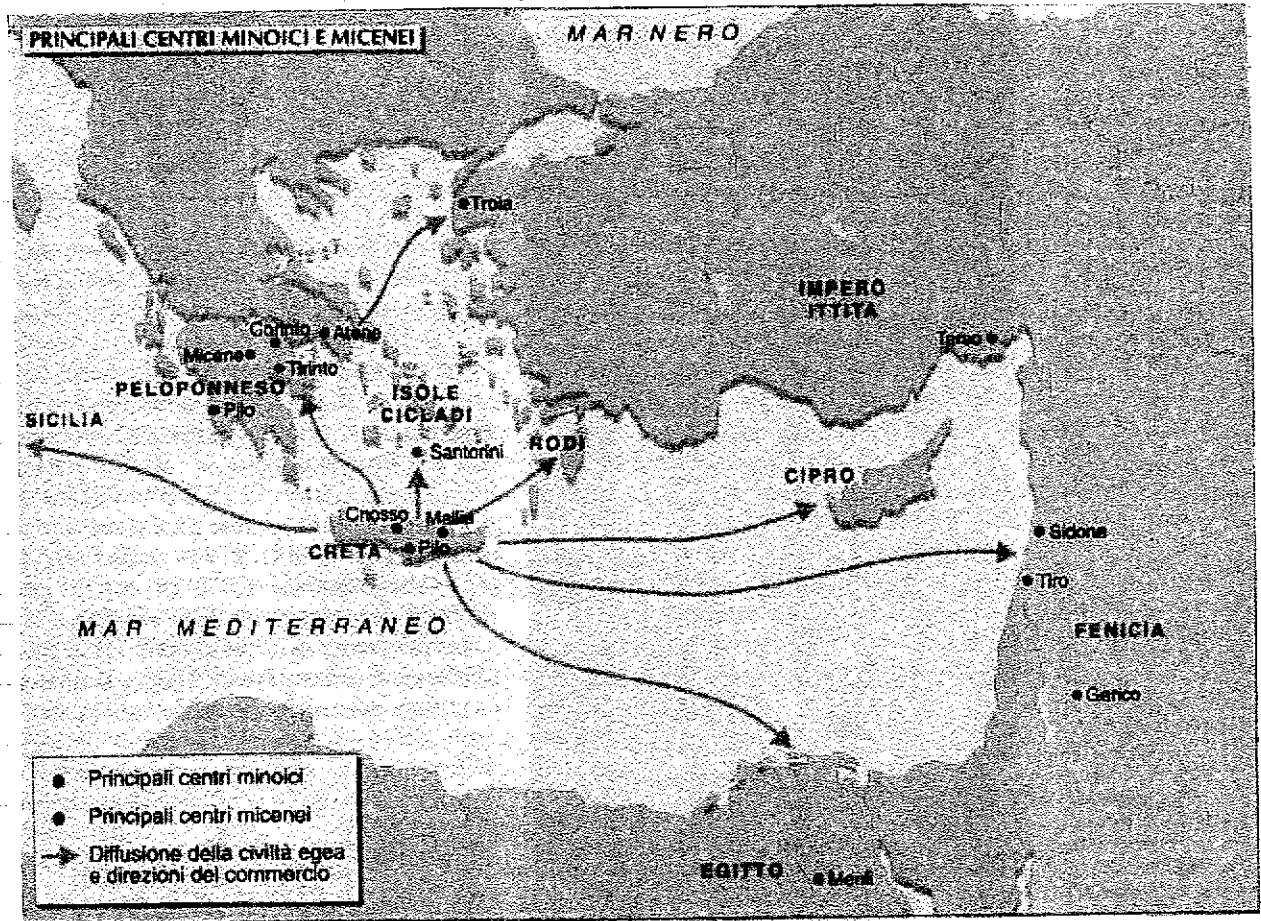 PRINCIPALI CENTRI MINOICI E MICENEI
MAR NERO
Troia
IMPERO
ITTITA
Corinto
Atene
Micene
Tirinto
PELOPONNESO
Pilo
ISOLE
CICLADI
SICILIA
Santorini
RODI
CIPRO
Cnosso
Mallia
CRETA
Pilo
Sidone
Tiro
MAR MEDITERRANEO
FENICIA
Gerico
Principali centri minoici
Principali centri micenei
Diffusione della civiltà egea
e direzioni del commercio
EGITTO
Menfi